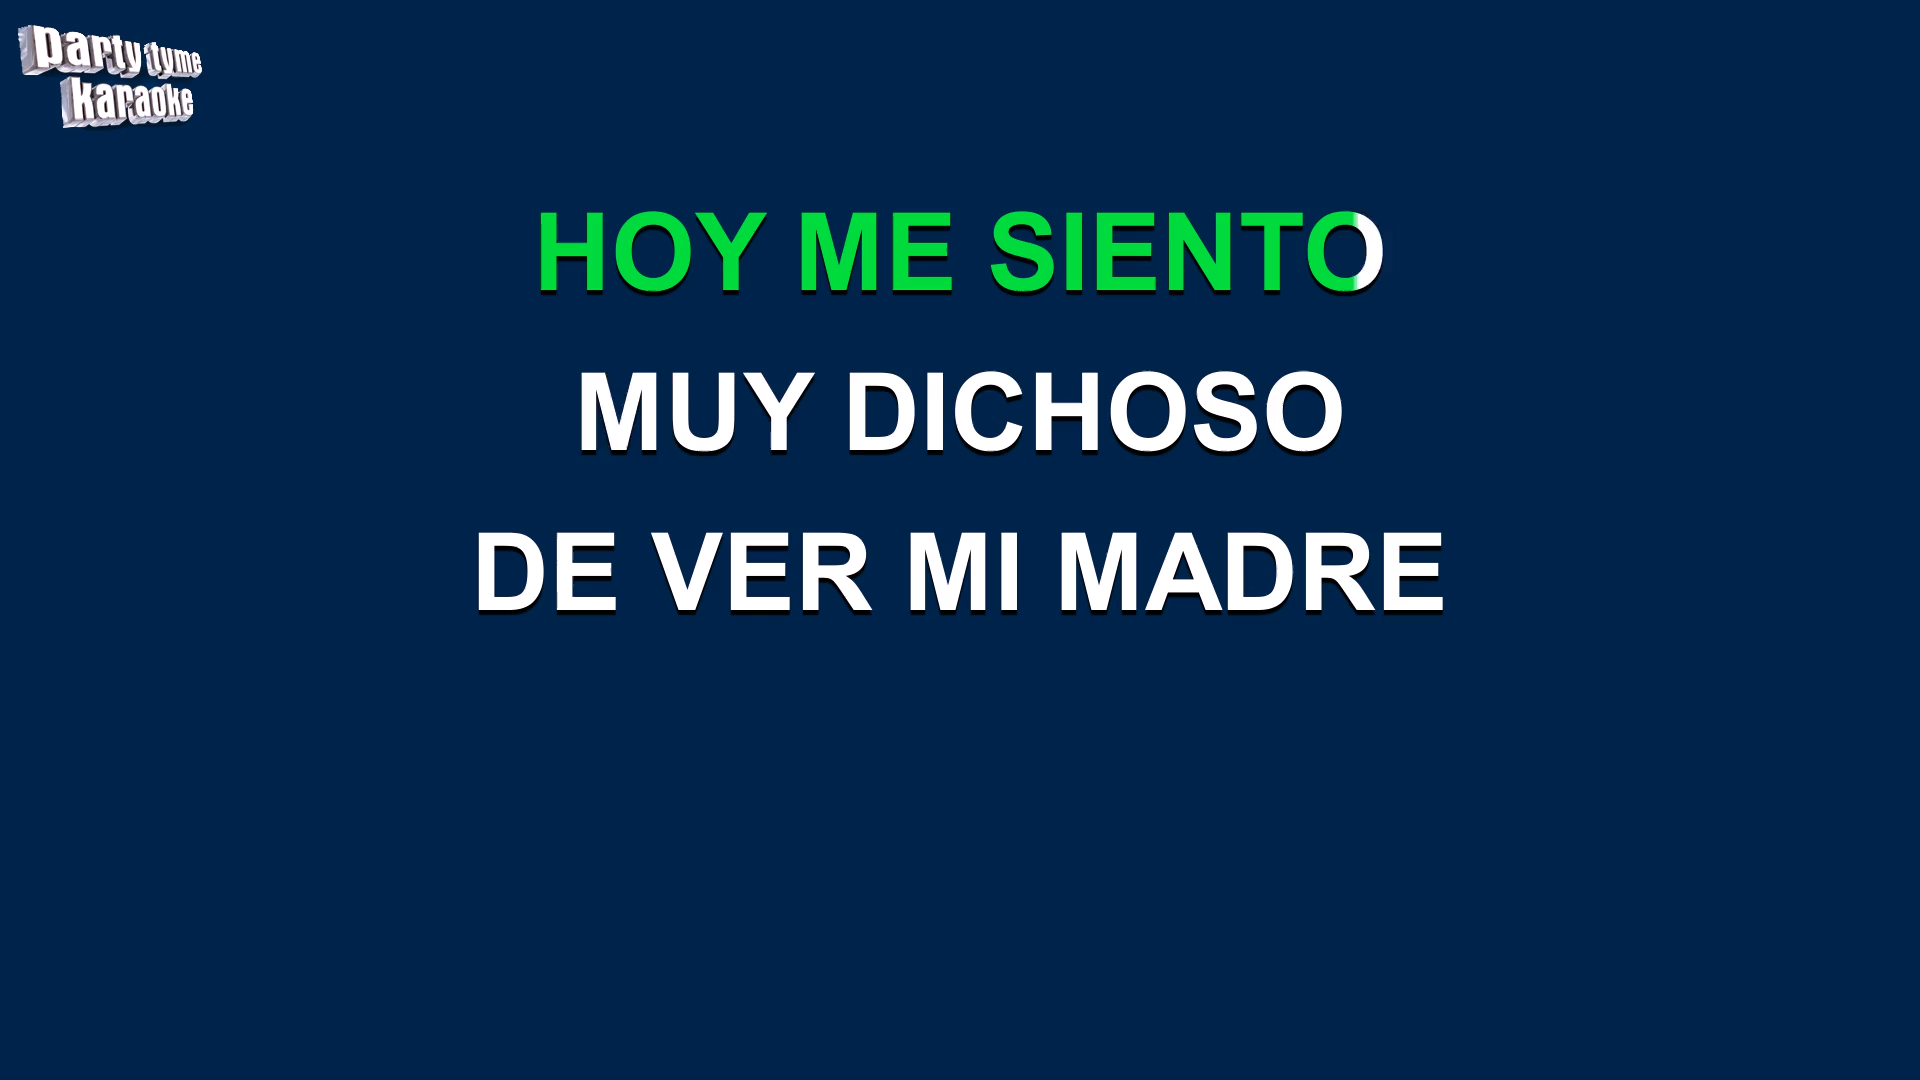 party tyme
karaoke
HOY ME SIENTO
MUY DICHOSO
DE VER MI MADRE